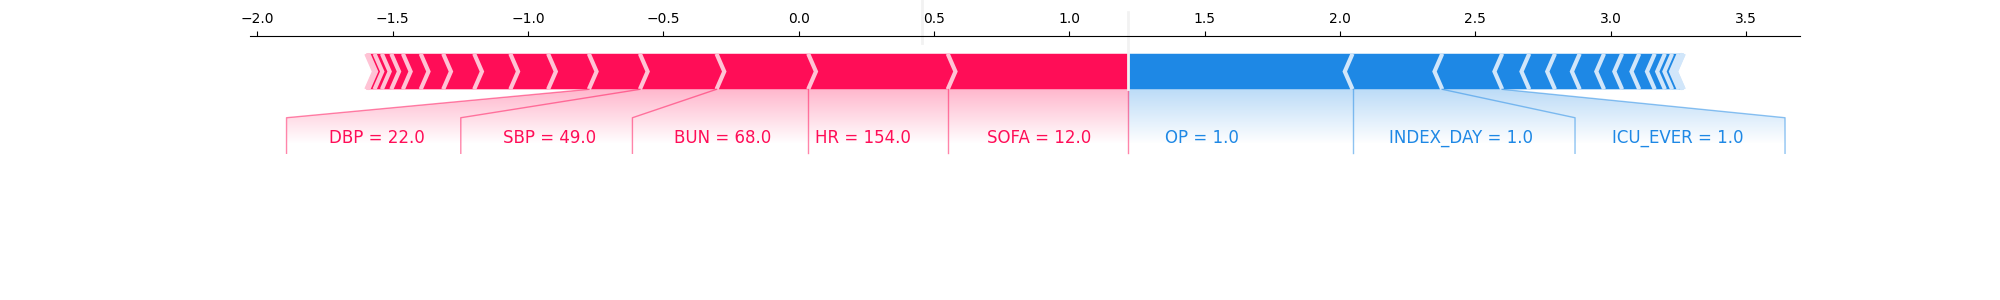 −2.0 −1.5 −1.0 −0.5 0.0 0.5 1.0 1.5 2.0 2.5 3.0 3.5
DBP = 22.0 SBP = 49.0 BUN = 68.0 HR = 154.0 SOFA = 12.0 OP = 1.0 INDEX_DAY = 1.0 ICU_EVER = 1.0